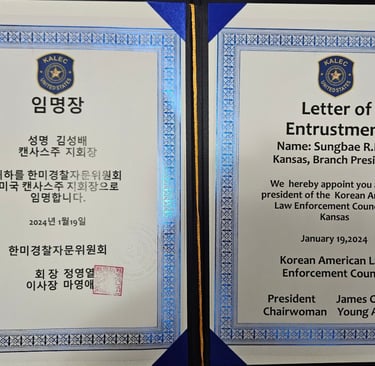 KALEC
UNITED STATES
임명장
성명 김성배
캔사스주 지회장
위하를 한미경찰자문위원회
미국 캔사스주 지회장으로
임명합니다.
2024년 1월19일
한미경찰자문위원회
회 장 정영열
이사장 마영애
KALEC
UNITED STATES
Letter of
Entrustmen
Name: Sungbae R.
Kansas, Branch Presi
We hereby appoint you a
president of the Korean A
Law Enforcement Coun
Kansas
January 19,2024
Korean American L
Enforcement Coun
President James C
Chairwoman Young A